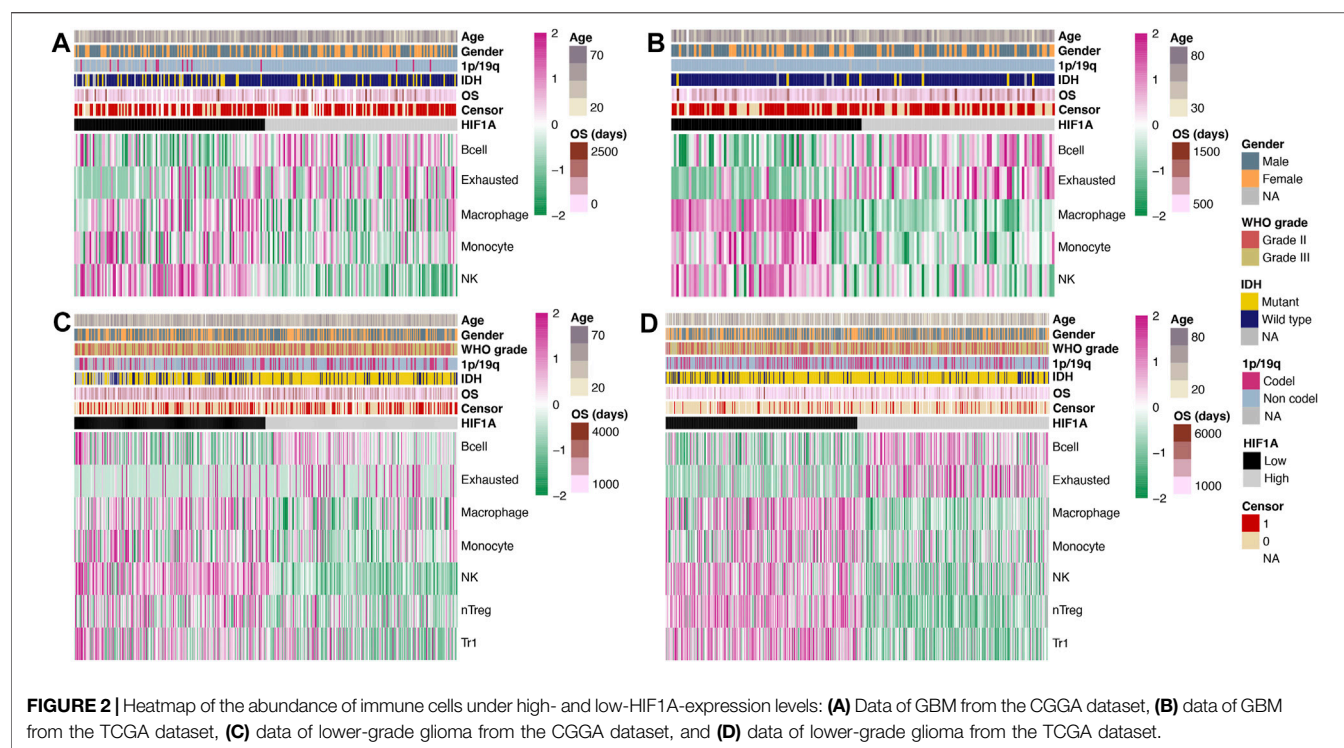 A
Age
Gender
1p/19q
IDH
OS
Censor
HIF1A
Bcell
Exhausted
Macrophage
Monocyte
NK
2
1
0
−1
−2
Age
70
20
OS (days)
2500
0
B
Age
Gender
1p/19q
IDH
OS
Censor
HIF1A
Bcell
Exhausted
Macrophage
Monocyte
NK
2
1
0
−1
−2
Age
80
30
OS (days)
1500
500
C
Age
Gender
WHO grade
1p/19q
IDH
OS
Censor
HIF1A
Bcell
Exhausted
Macrophage
Monocyte
NK
nTreg
Tr1
2
1
0
−1
−2
Age
70
20
OS (days)
4000
1000
D
Age
Gender
WHO grade
1p/19q
IDH
OS
Censor
HIF1A
Bcell
Exhausted
Macrophage
Monocyte
NK
nTreg
Tr1
2
1
0
−1
−2
Age
80
20
OS (days)
6000
1000
Gender
Male
Female
NA
WHO grade
Grade II
Grade III
IDH
Mutant
Wild type
NA
1p/19q
Codel
Non codel
NA
HIF1A
Low
High
Censor
1
0
NA
FIGURE 2 | Heatmap of the abundance of immune cells under high- and low-HIF1A-expression levels: (A) Data of GBM from the CGGA dataset, (B) data of GBM
from the TCGA dataset, (C) data of lower-grade glioma from the CGGA dataset, and (D) data of lower-grade glioma from the TCGA dataset.